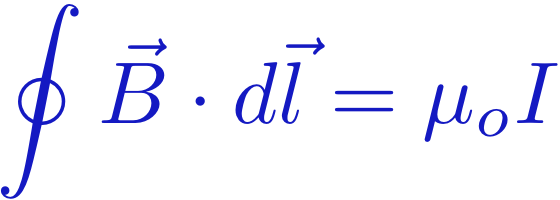 ∮ B⃗ · dl⃗ = μₒI